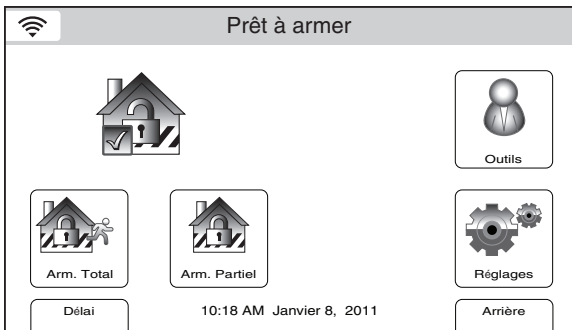 Prêt à armer
Outils
Arm. Total
Arm. Partiel
Réglages
Délai
10:18 AM Janvier 8, 2011
Arrière